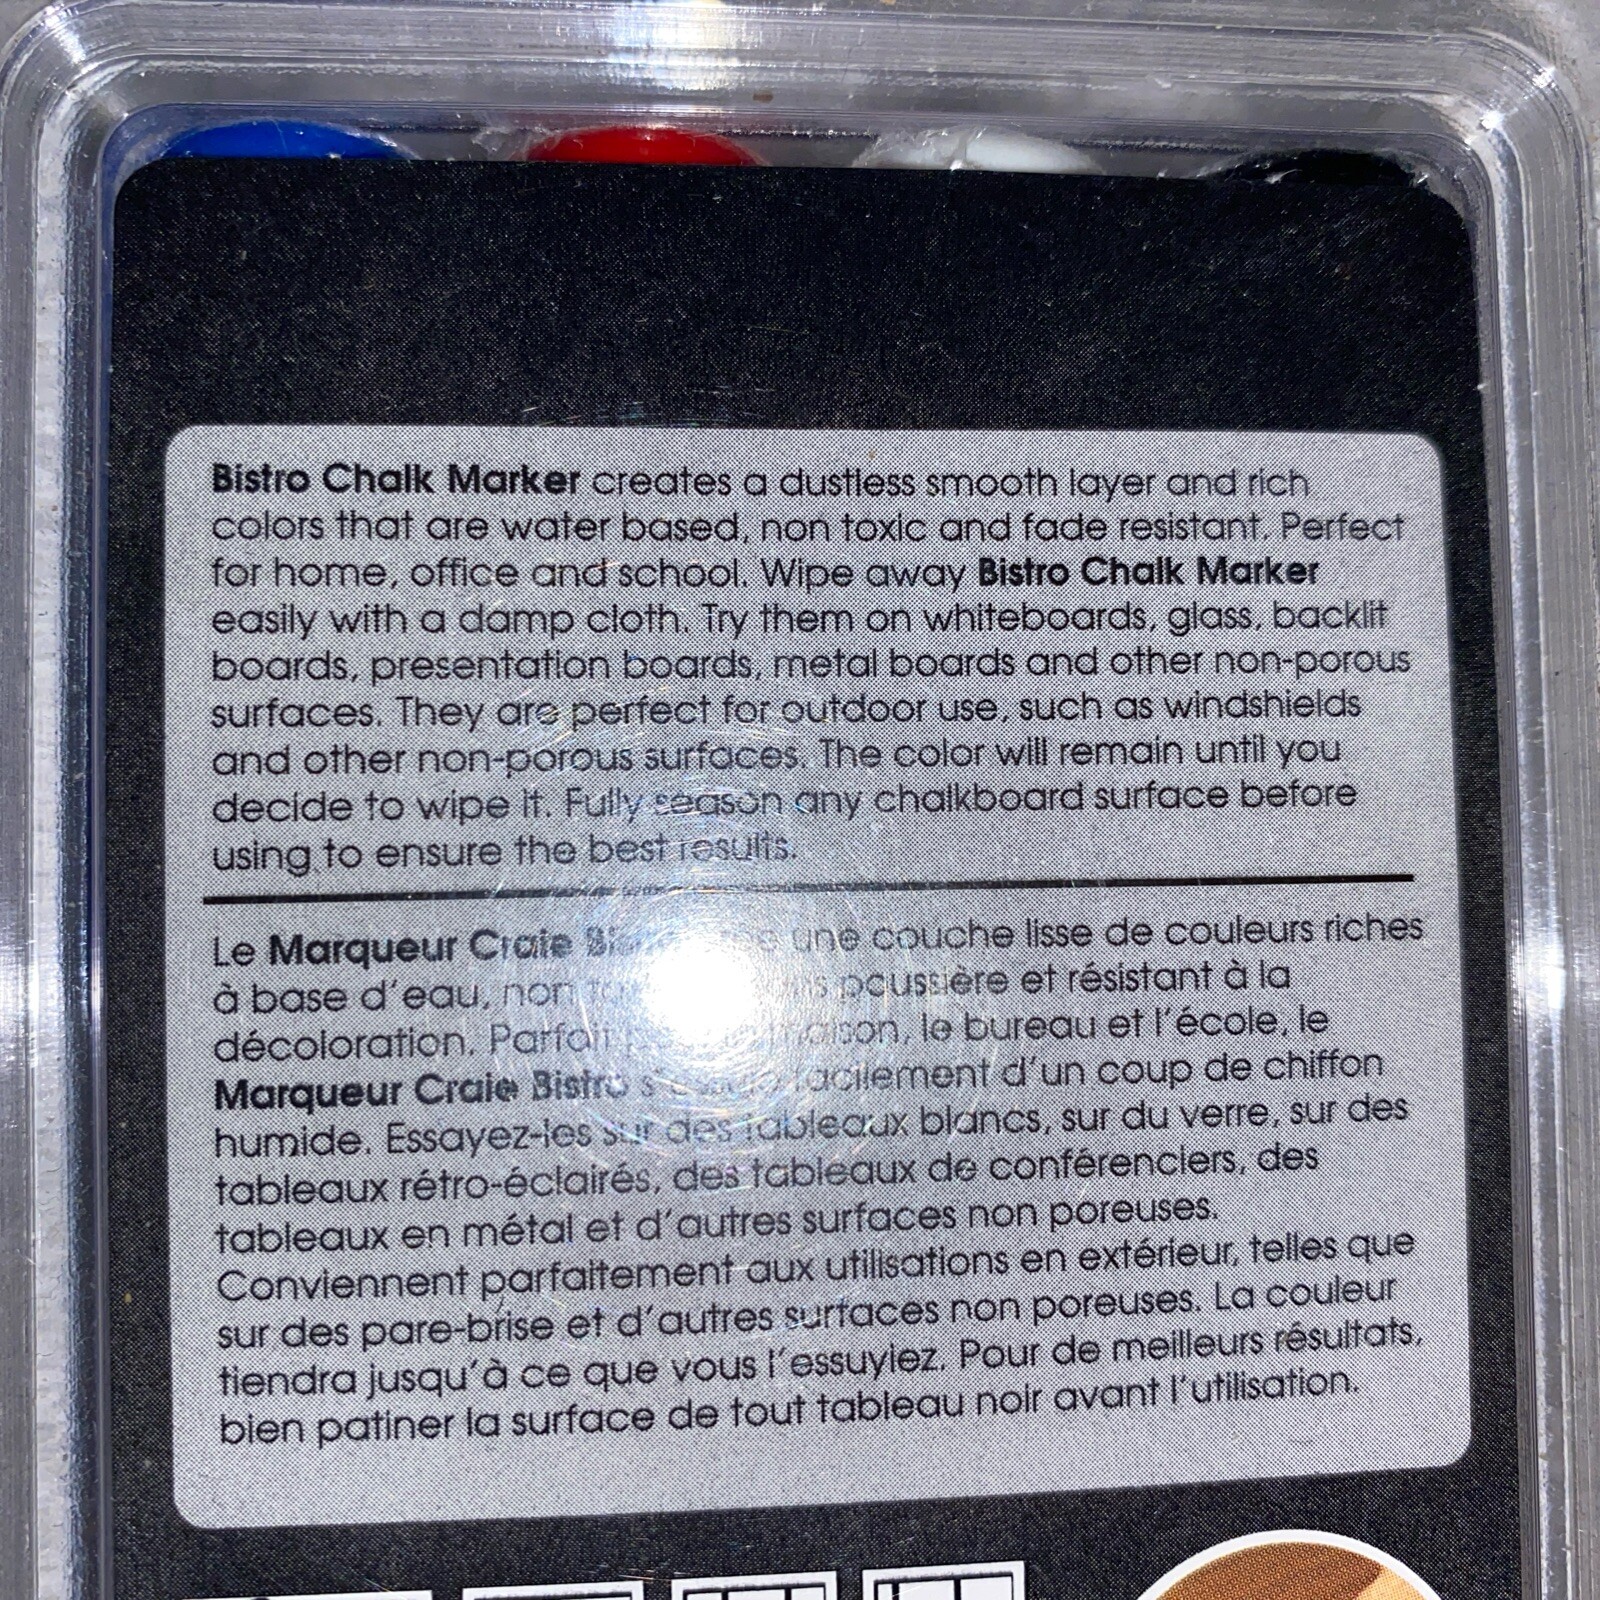 Bistro Chalk Marker creates a dustless smooth layer and rich
colors that are water based, non toxic and fade resistant. Perfect
for home, office and school. Wipe away Bistro Chalk Marker
easily with a damp cloth. Try them on whiteboards, glass, backlit
boards, presentation boards, metal boards and other non-porous
surfaces. They are perfect for outdoor use, such as windshields
and other non-porous surfaces. The color will remain until you
decide to wipe it. Fully season any chalkboard surface before
using to ensure the best results.
Le Marqueur Craie une couche lisse de couleurs riches
à base d'eau, non poussière et résistant à la
décoloration. Parfait maison, le bureau et l'école, le
Marqueur Craie Bistro facilement d'un coup de chiffon
humide. Essayez-les sur des tableaux blancs, sur du verre, sur des
tableaux rétro-éclairés, des tableaux de conférenciers, des
tableaux en métal et d'autres surfaces non poreuses.
Conviennent parfaitement aux utilisations en extérieur, telles que
sur des pare-brise et d'autres surfaces non poreuses. La couleur
tiendra jusqu'à ce que vous l'essuyiez. Pour de meilleurs résultats,
bien patiner la surface de tout tableau noir avant l'utilisation.